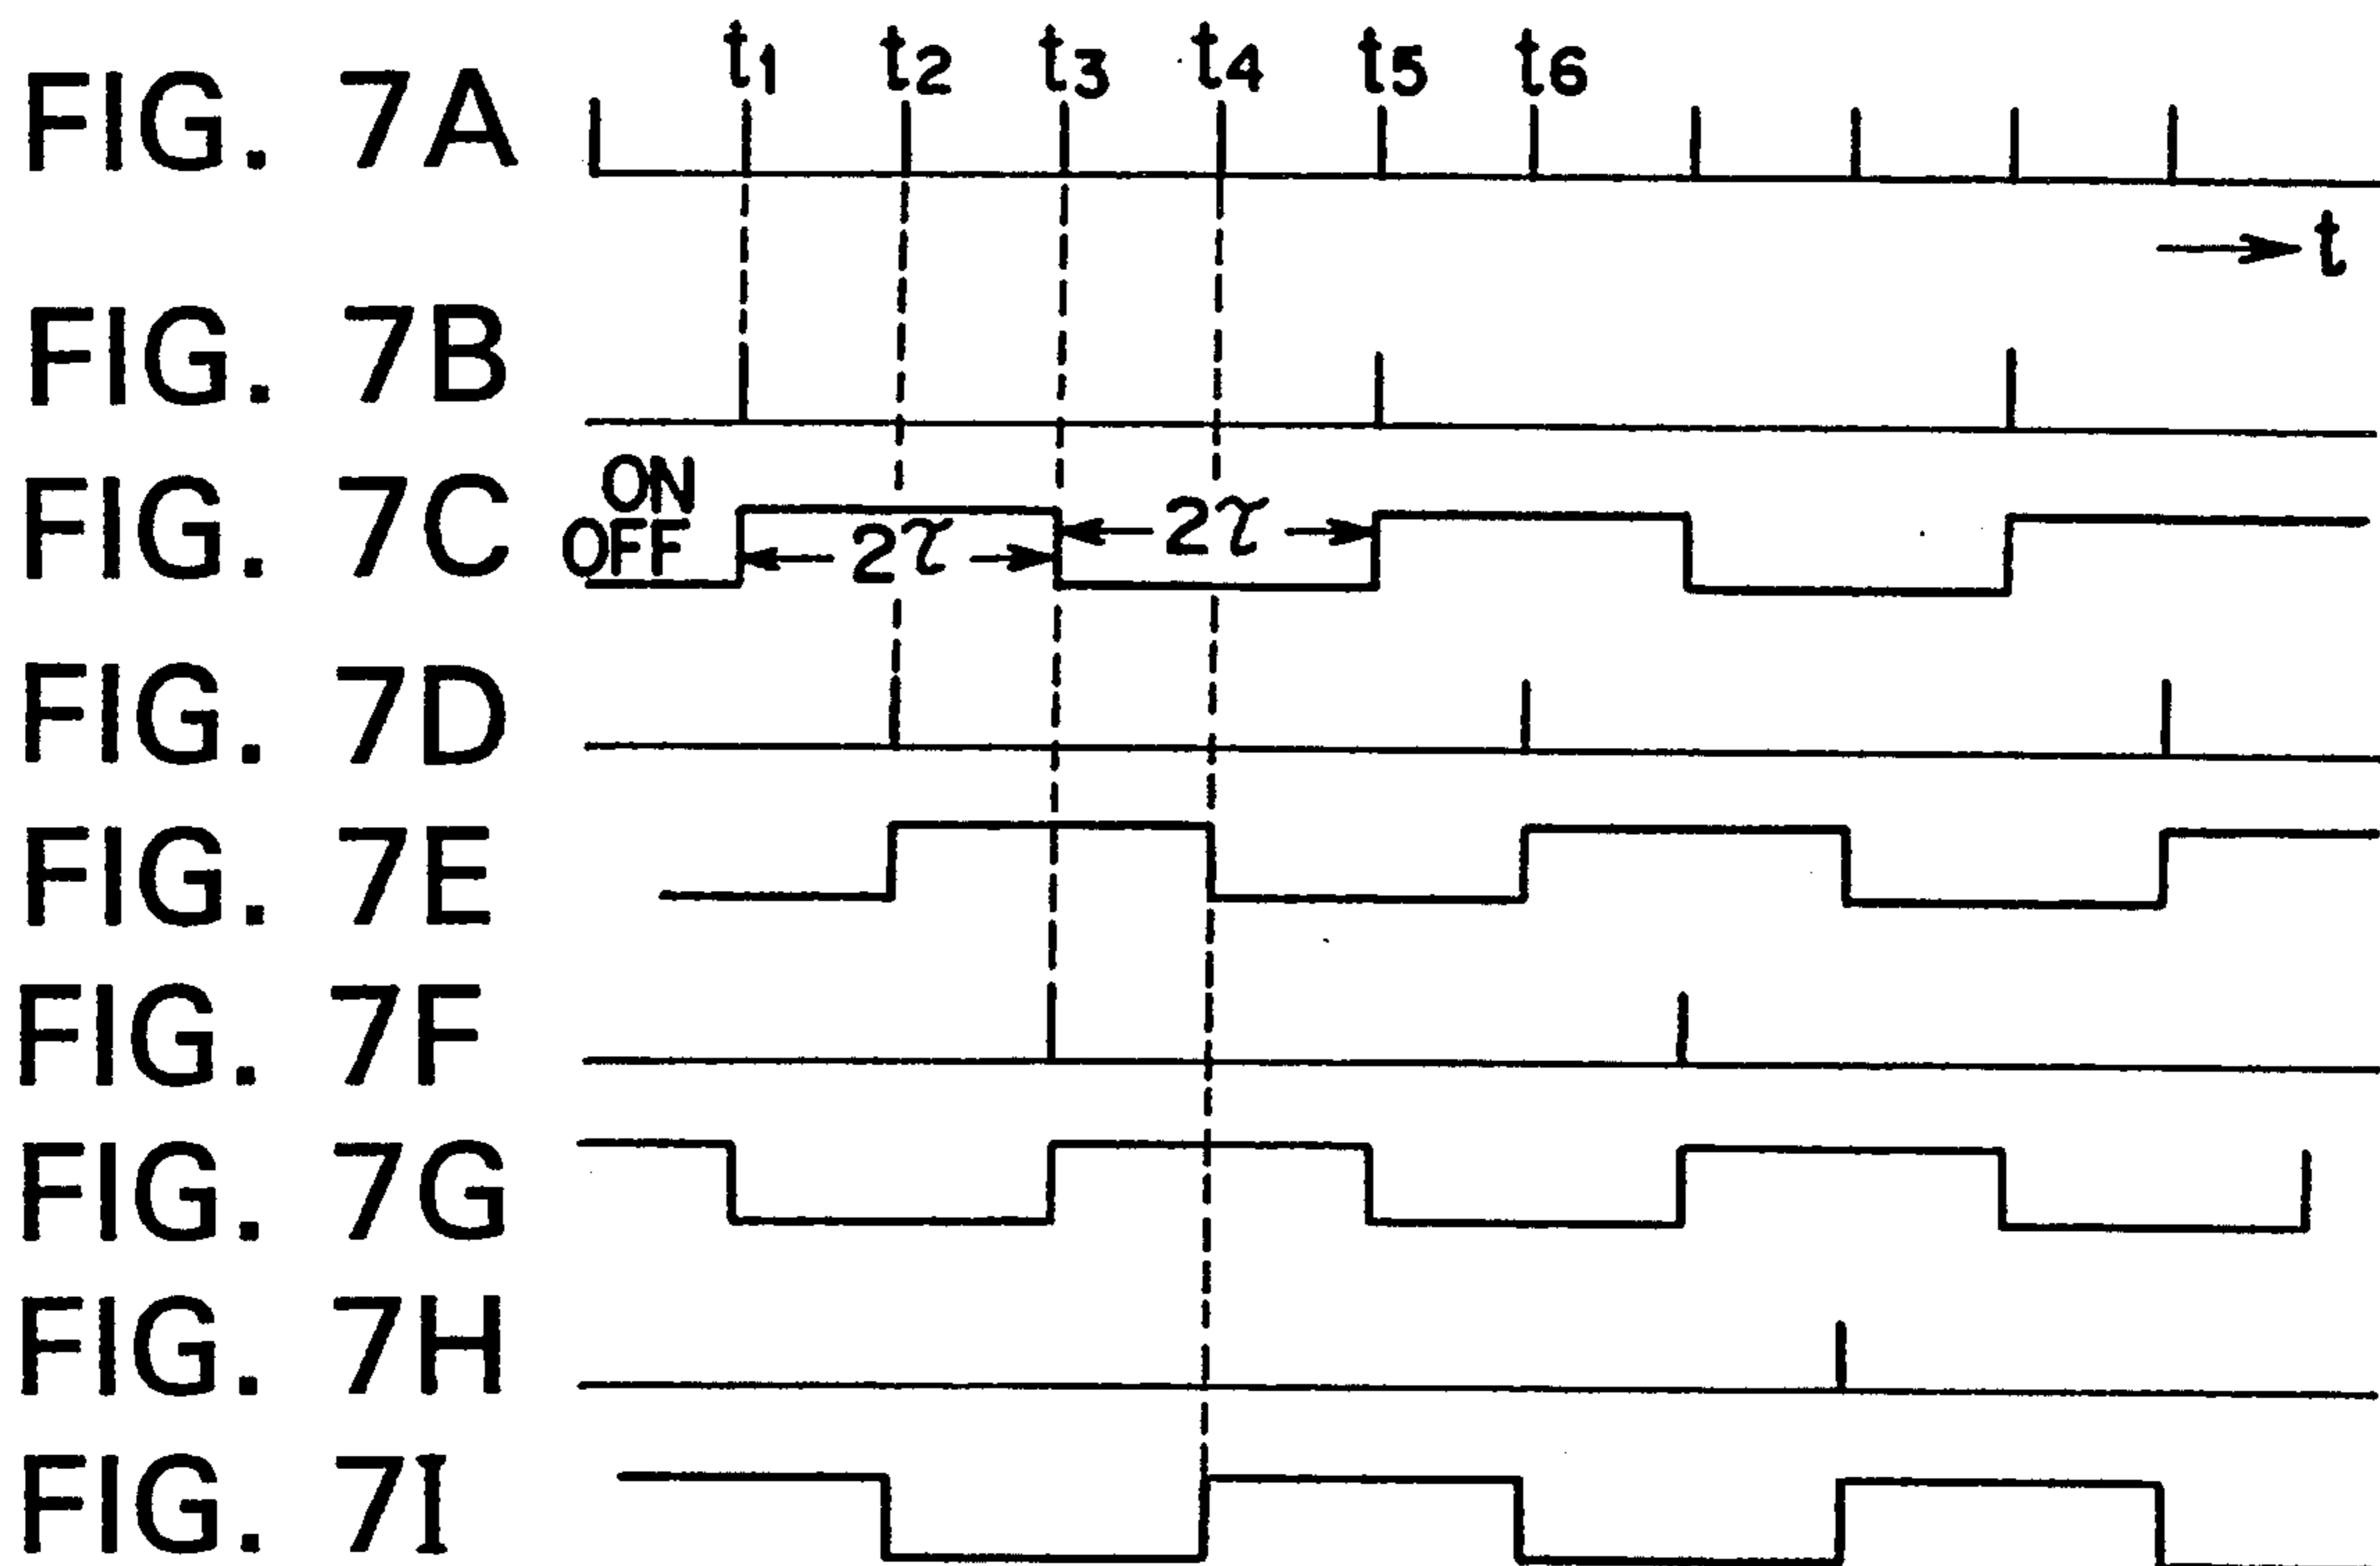 t1 t2 t3 t4 t5 t6
FIG. 7A
t
FIG. 7B
FIG. 7C
ON
OFF
2τ
2τ
FIG. 7D
FIG. 7E
FIG. 7F
FIG. 7G
FIG. 7H
FIG. 7I